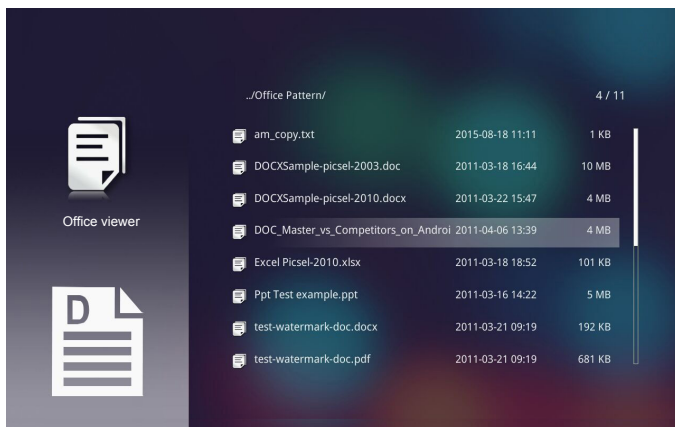 ../Office Pattern/ 4 / 11
am_copy.txt 2015-08-18 11:11 1 KB
DOCXSample-picsel-2003.doc 2011-03-18 16:44 10 MB
DOCXSample-picsel-2010.docx 2011-03-22 15:47 4 MB
Office viewer
DOC_Master_vs_Competitors_on_Androi 2011-04-06 13:39 4 MB
Excel Picsel-2010.xlsx 2011-03-18 18:52 101 KB
Ppt Test example.ppt 2011-03-16 14:22 5 MB
D
test-watermark-doc.docx 2011-03-21 09:19 192 KB
test-watermark-doc.pdf 2011-03-21 09:19 681 KB